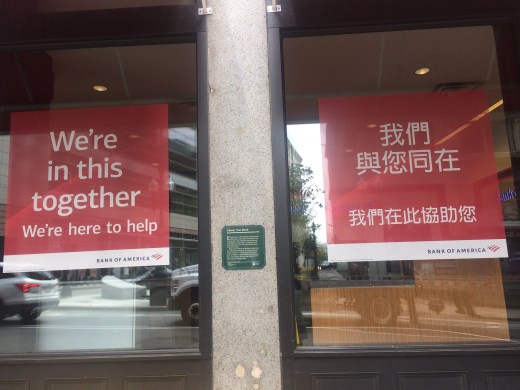 We're
in this
together
We're here to help
BANK OF AMERICA
我們
與您同在
我們在此協助您
BANK OF AMERICA